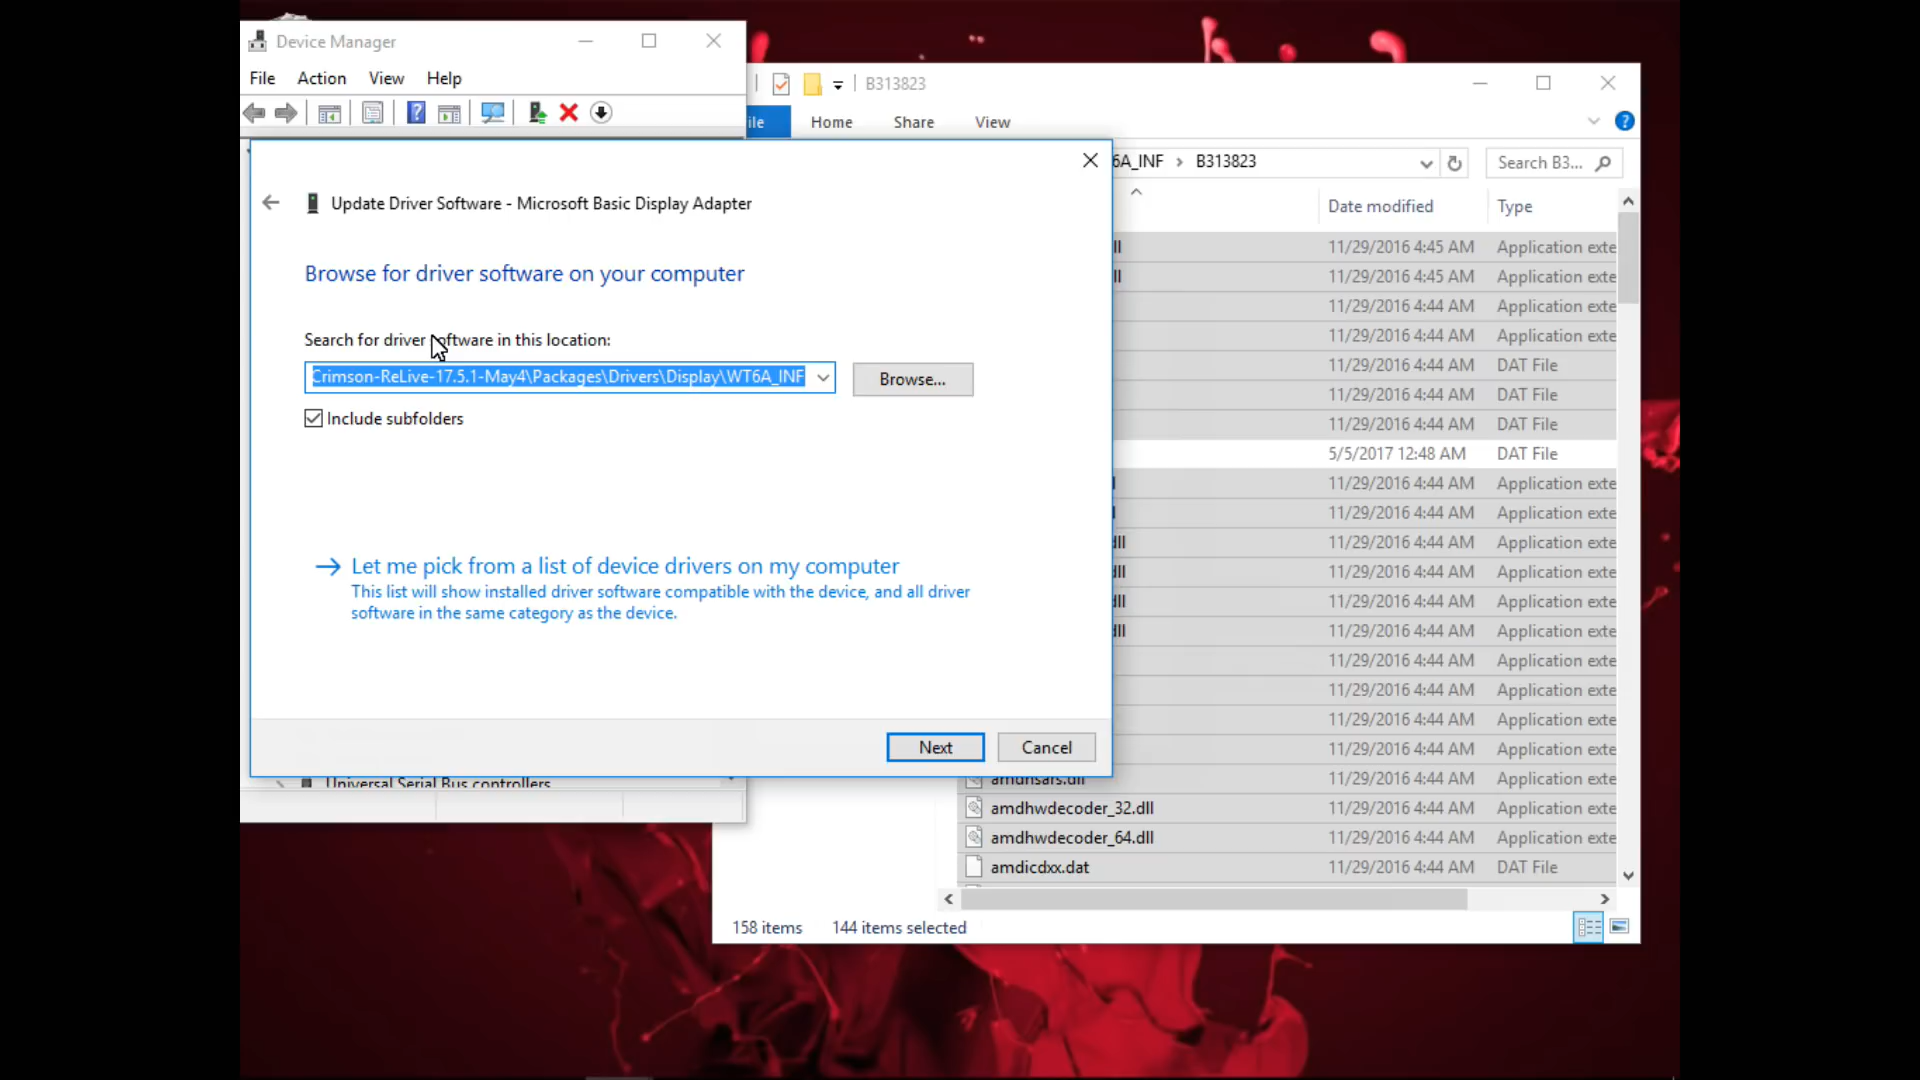 Device Manager
File Action View Help
B313823
ile Home Share View
6A_INF > B313823
Search B3...
Update Driver Software - Microsoft Basic Display Adapter
Browse for driver software on your computer
Search for driver software in this location:
Crimson-ReLive-17.5.1-May4\Packages\Drivers\Display\WT6A_INF
Browse...
Include subfolders
Let me pick from a list of device drivers on my computer
This list will show installed driver software compatible with the device, and all driver
software in the same category as the device.
Next Cancel
Universal Serial Bus controllers
Date modified Type
ll 11/29/2016 4:45 AM Application exte
ll 11/29/2016 4:45 AM Application exte
11/29/2016 4:44 AM Application exte
11/29/2016 4:44 AM Application exte
11/29/2016 4:44 AM DAT File
11/29/2016 4:44 AM DAT File
11/29/2016 4:44 AM DAT File
5/5/2017 12:48 AM DAT File
l 11/29/2016 4:44 AM Application exte
l 11/29/2016 4:44 AM Application exte
dll 11/29/2016 4:44 AM Application exte
dll 11/29/2016 4:44 AM Application exte
dll 11/29/2016 4:44 AM Application exte
dll 11/29/2016 4:44 AM Application exte
11/29/2016 4:44 AM Application exte
11/29/2016 4:44 AM Application exte
11/29/2016 4:44 AM Application exte
11/29/2016 4:44 AM Application exte
amdhsars.dll 11/29/2016 4:44 AM Application exte
amdhwdecoder_32.dll 11/29/2016 4:44 AM Application exte
amdhwdecoder_64.dll 11/29/2016 4:44 AM Application exte
amdicdxx.dat 11/29/2016 4:44 AM DAT File
158 items 144 items selected